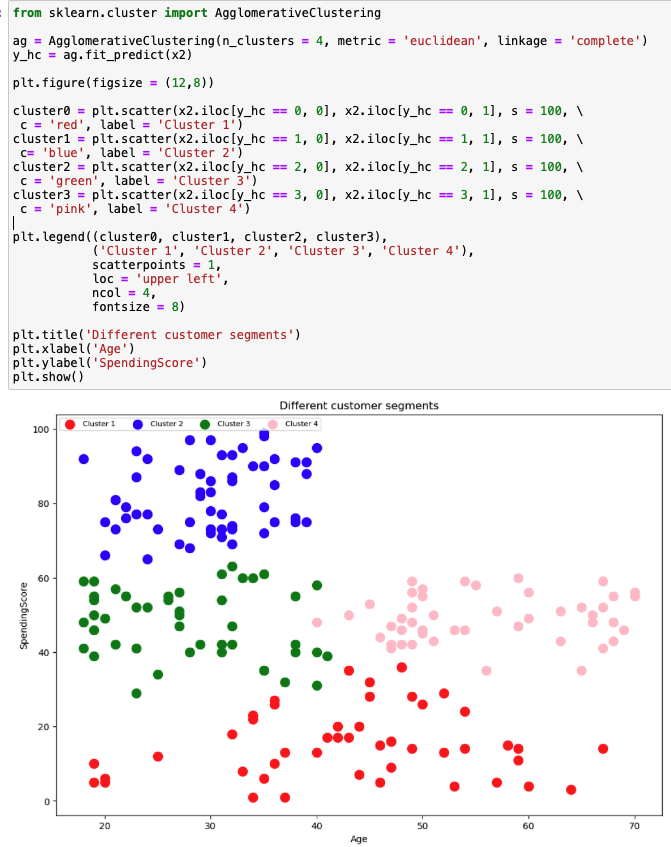 from sklearn.cluster import AgglomerativeClustering
ag = AgglomerativeClustering(n_clusters = 4, metric = 'euclidean', linkage = 'complete')
y_hc = ag.fit_predict(x2)
plt.figure(figsize = (12,8))
cluster0 = plt.scatter(x2.iloc[y_hc == 0, 0], x2.iloc[y_hc == 0, 1], s = 100, \
c = 'red', label = 'Cluster 1')
cluster1 = plt.scatter(x2.iloc[y_hc == 1, 0], x2.iloc[y_hc == 1, 1], s = 100, \
c= 'blue', label = 'Cluster 2')
cluster2 = plt.scatter(x2.iloc[y_hc == 2, 0], x2.iloc[y_hc == 2, 1], s = 100, \
c = 'green', label = 'Cluster 3')
cluster3 = plt.scatter(x2.iloc[y_hc == 3, 0], x2.iloc[y_hc == 3, 1], s = 100, \
c = 'pink', label = 'Cluster 4')
plt.legend((cluster0, cluster1, cluster2, cluster3),
('Cluster 1', 'Cluster 2', 'Cluster 3', 'Cluster 4'),
scatterpoints = 1,
loc = 'upper left',
ncol = 4,
fontsize = 8)
plt.title('Different customer segments')
plt.xlabel('Age')
plt.ylabel('SpendingScore')
plt.show()
Different customer segments
Cluster 1 Cluster 2 Cluster 3 Cluster 4
100
80
60
40
20
0
SpendingScore
20 30 40 50 60 70
Age